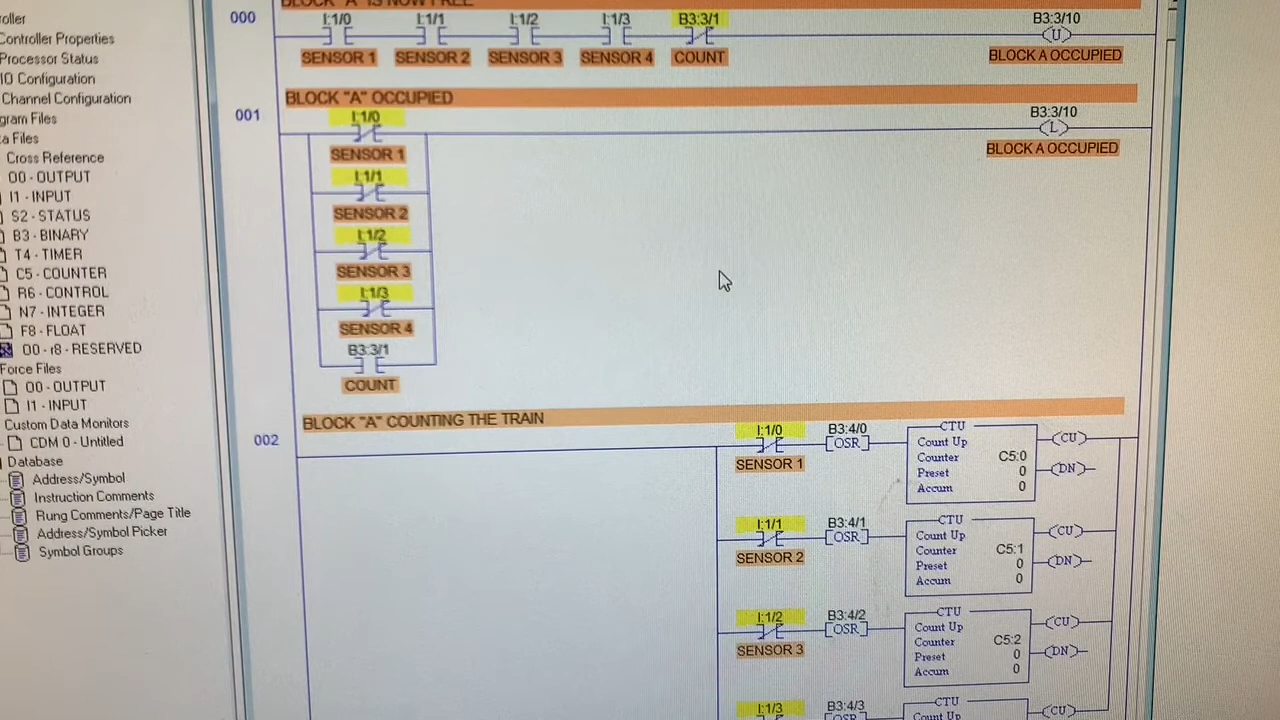 BLOCK "A" IS NOW FREE
000
I:1/0 I:1/1 I:1/2 I:1/3 B3:3/1 B3:3/10
U
SENSOR 1 SENSOR 2 SENSOR 3 SENSOR 4 COUNT BLOCK A OCCUPIED
BLOCK "A" OCCUPIED
001
I:1/0 B3:3/10
L
SENSOR 1 BLOCK A OCCUPIED
I:1/1
SENSOR 2
I:1/2
SENSOR 3
I:1/3
SENSOR 4
B3:3/1
COUNT
BLOCK "A" COUNTING THE TRAIN
002
I:1/0 B3:4/0 CTU
OSR Count Up CU
SENSOR 1 Counter C5:0
Preset 0 DN
Accum 0
I:1/1 B3:4/1 CTU
OSR Count Up CU
SENSOR 2 Counter C5:1
Preset 0 DN
Accum 0
I:1/2 B3:4/2 CTU
OSR Count Up CU
SENSOR 3 Counter C5:2
Preset 0 DN
Accum 0
I:1/3 B3:4/3 CTU
OSR Count Up CU
roller
Controller Properties
Processor Status
IO Configuration
Channel Configuration
gram Files
a Files
Cross Reference
O0 - OUTPUT
I1 - INPUT
S2 - STATUS
B3 - BINARY
T4 - TIMER
C5 - COUNTER
R6 - CONTROL
N7 - INTEGER
F8 - FLOAT
O0 - r8 - RESERVED
Force Files
O0 - OUTPUT
I1 - INPUT
Custom Data Monitors
CDM 0 - Untitled
Database
Address/Symbol
Instruction Comments
Rung Comments/Page Title
Address/Symbol Picker
Symbol Groups